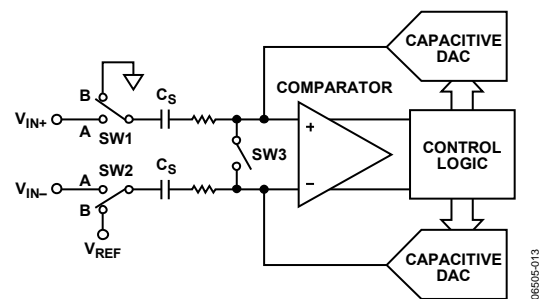 CAPACITIVE
DAC
COMPARATOR
B
CS
VIN+
A
SW1
+
SW3
CONTROL
LOGIC
SW2
CS
VIN–
A
–
B
VREF
CAPACITIVE
DAC
06505-013